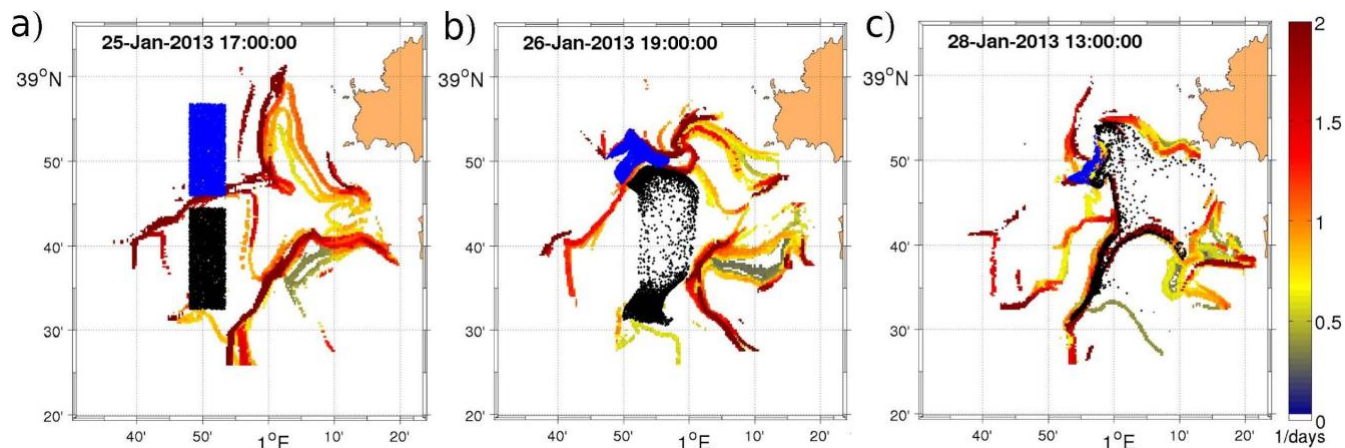 a) b) c)
25-Jan-2013 17:00:00 26-Jan-2013 19:00:00 28-Jan-2013 13:00:00 2
39°N 39°N 39°N
1.5
50' 50' 50'
1
40' 40' 40'
0.5
30' 30' 30'
20' 20' 20' 0
40' 50' 1°E 10' 20' 40' 50' 1°E 10' 20' 40' 50' 1°E 10' 20' 1/days